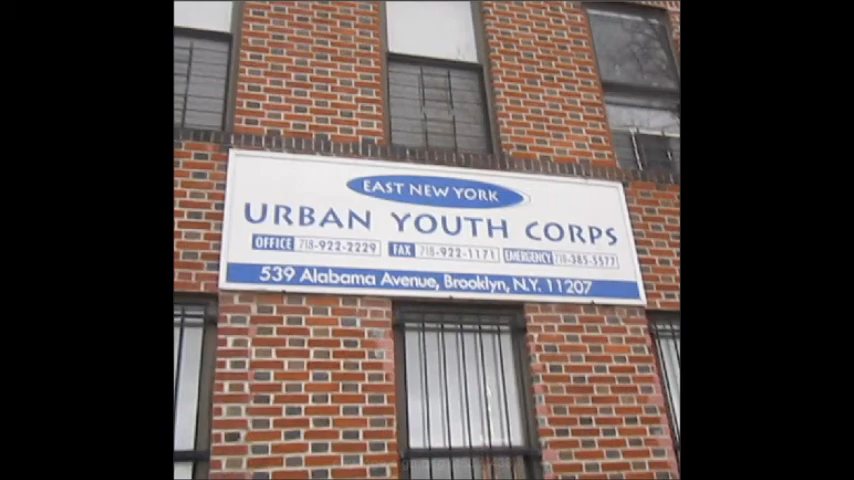 EAST NEW YORK
URBAN YOUTH CORPS
OFFICE 718-922-2229 FAX 718-922-1171 EMERGENCY 718-385-5577
539 Alabama Avenue, Brooklyn, N.Y. 11207